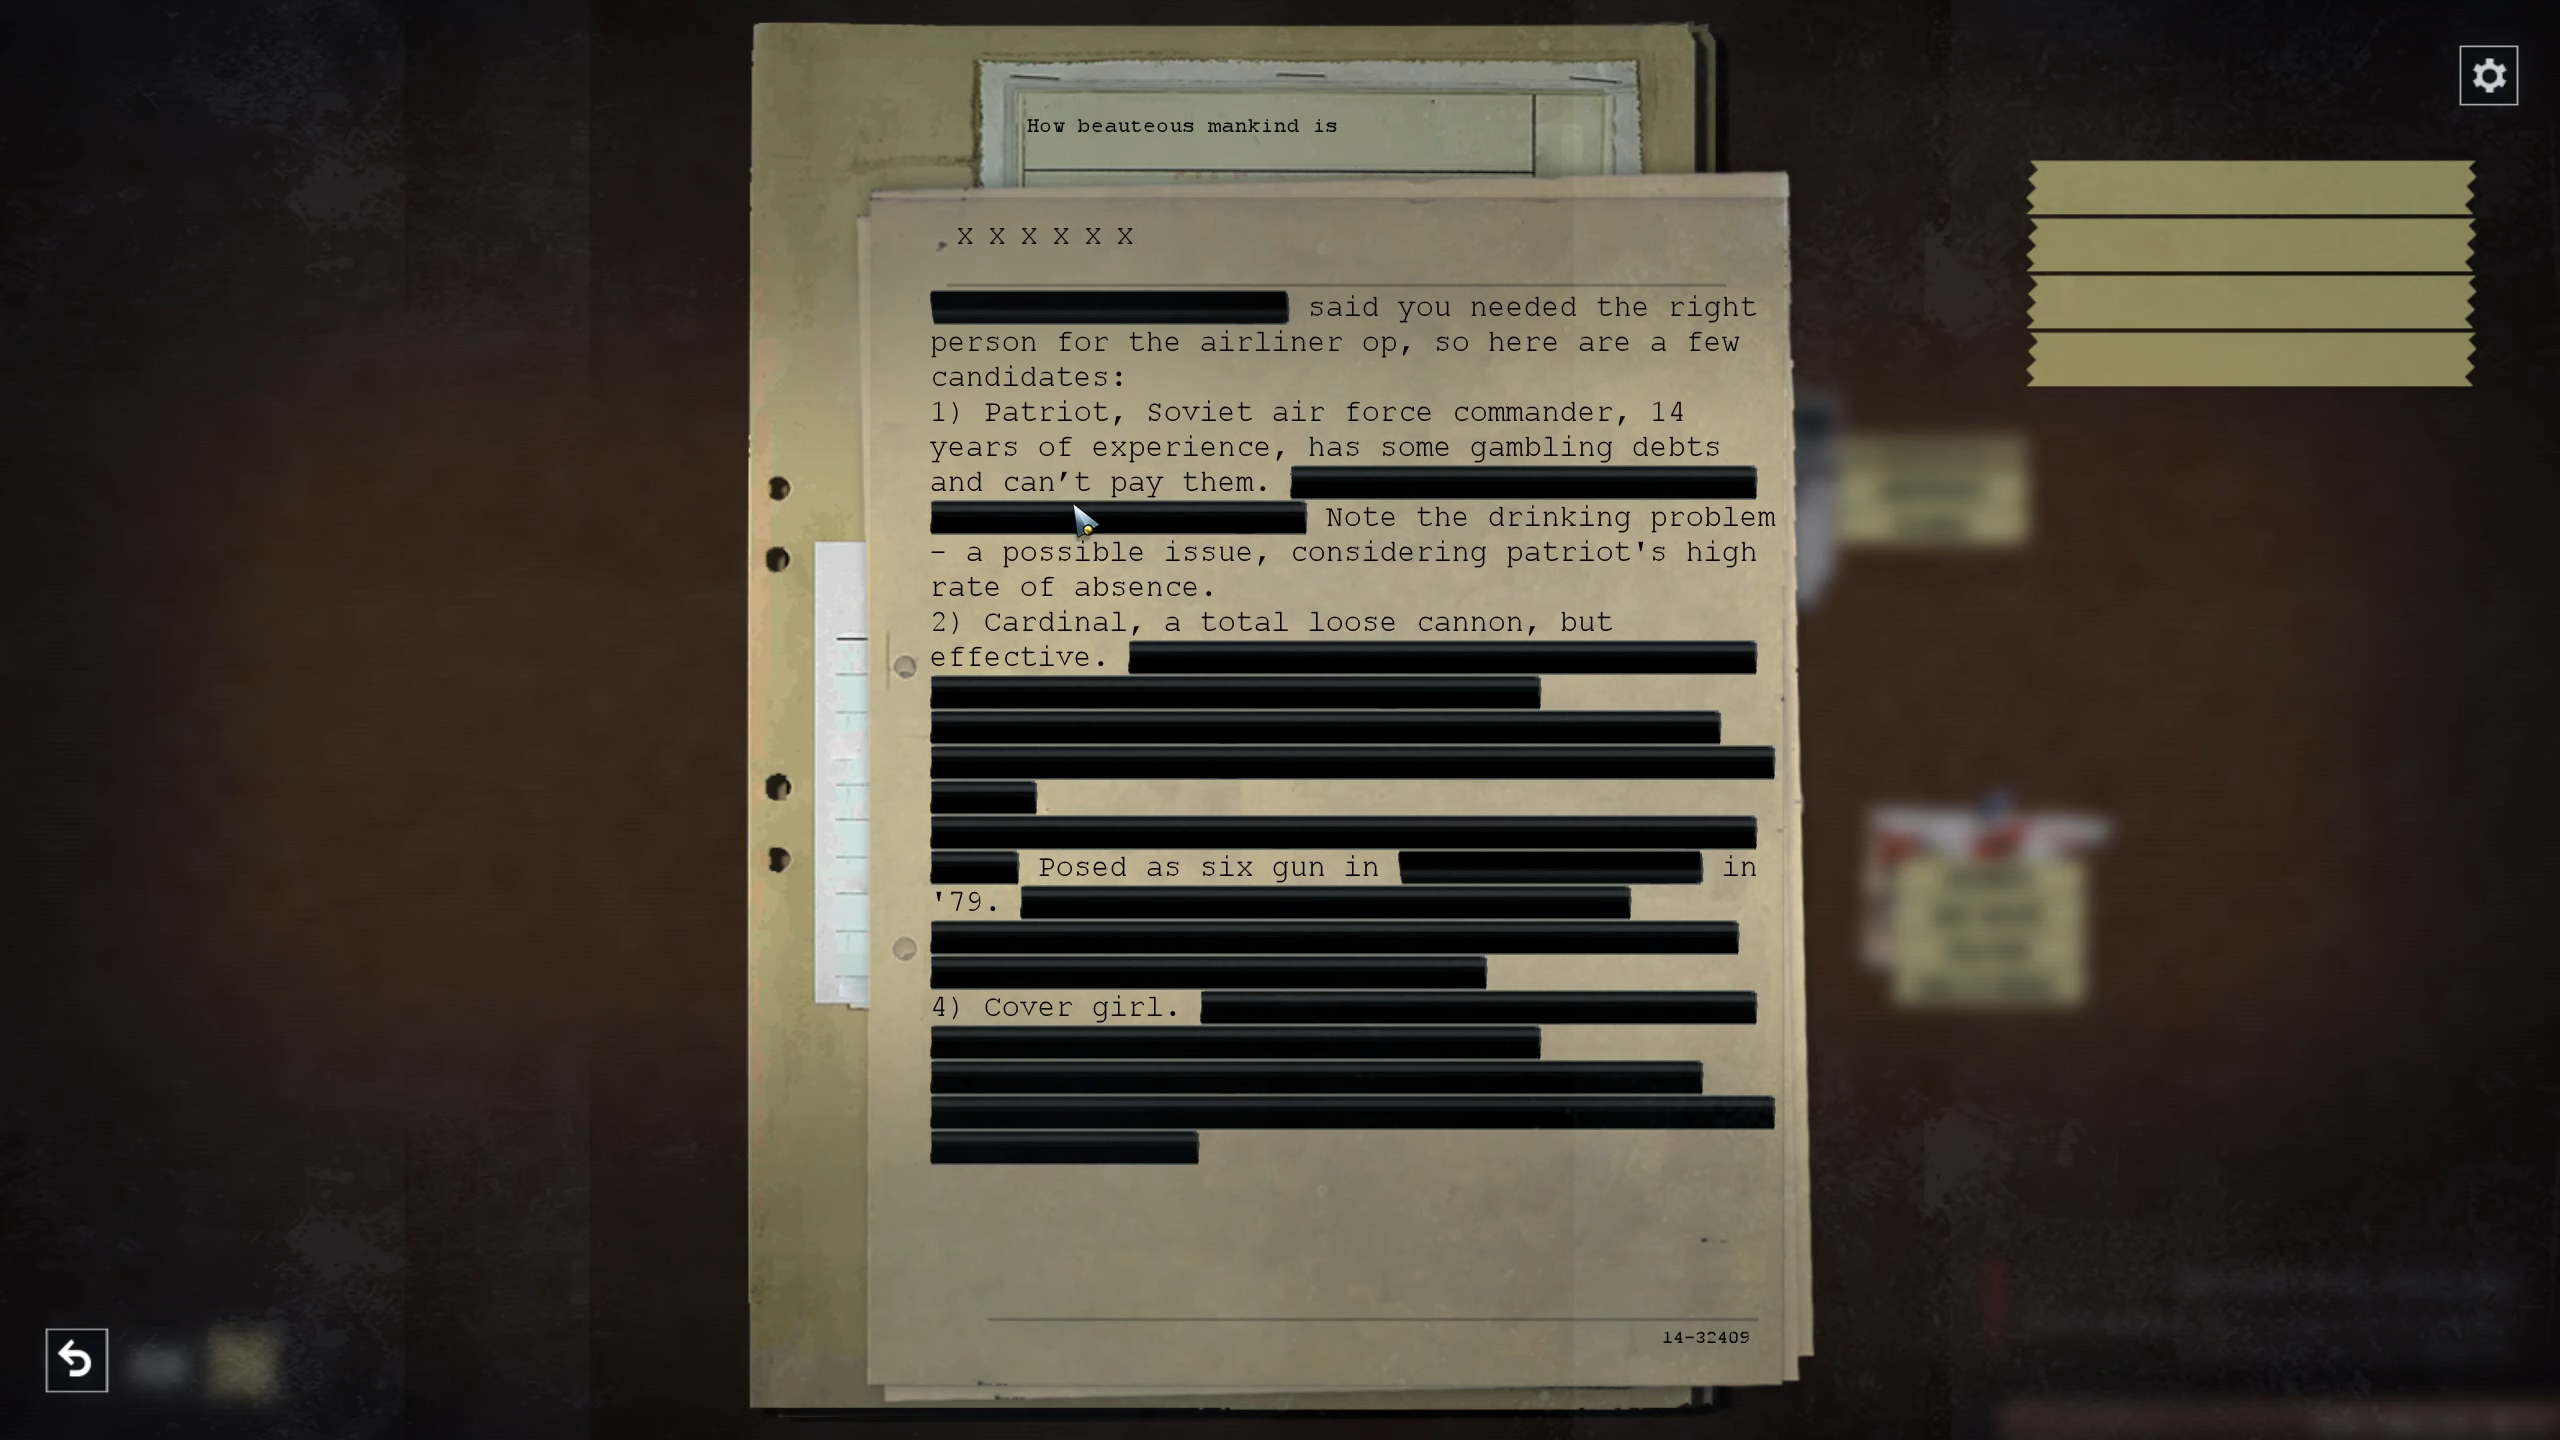 How beauteous mankind is
X X X X X X
said you needed the right
person for the airliner op, so here are a few
candidates:
1) Patriot, Soviet air force commander, 14
years of experience, has some gambling debts
and can’t pay them.
Note the drinking problem
- a possible issue, considering patriot's high
rate of absence.
2) Cardinal, a total loose cannon, but
effective.
Posed as six gun in in
'79.
4) Cover girl.
14-32409